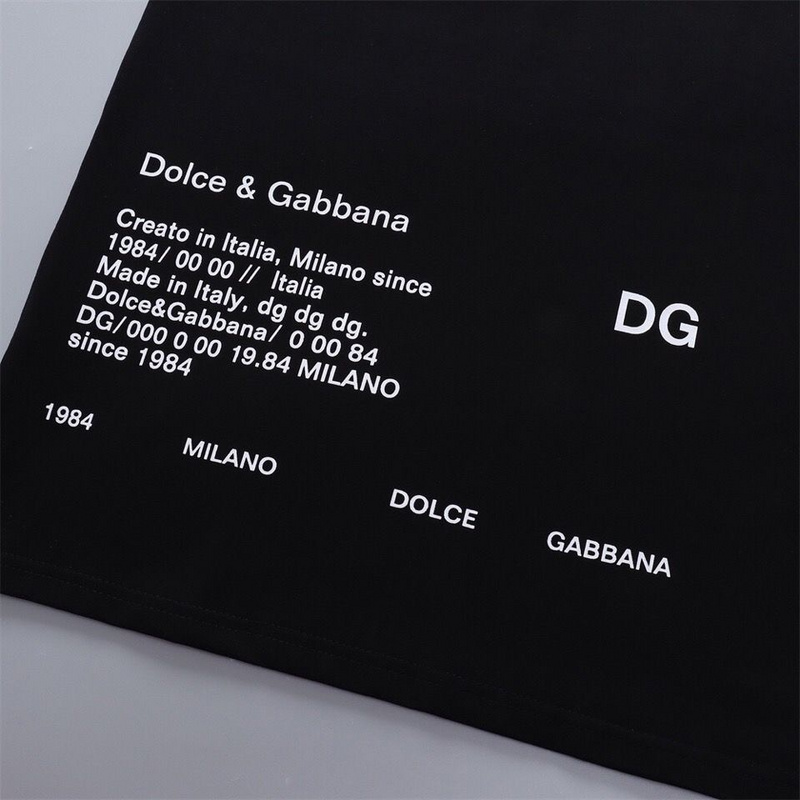 Dolce & Gabbana
Creato in Italia, Milano since
1984/ 00 00 // Italia
Made in Italy, dg dg dg.
Dolce&Gabbana/ 0 00 84
DG/000 0 00 19.84 MILANO
since 1984
DG
1984
MILANO
DOLCE
GABBANA